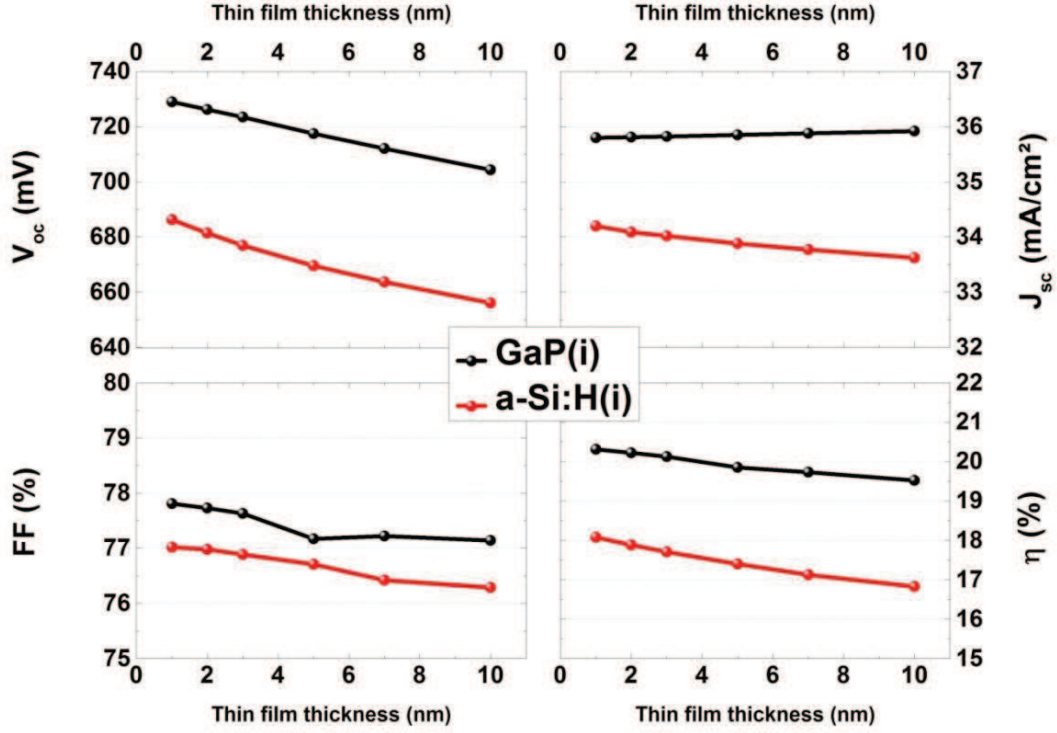 Thin film thickness (nm)
Thin film thickness (nm)
0 2 4 6 8 10
0 2 4 6 8 10
740
720
700
680
660
640
V_oc (mV)
37
36
35
34
33
32
J_sc (mA/cm²)
GaP(i)
a-Si:H(i)
80
79
78
77
76
75
FF (%)
22
21
20
19
18
17
16
15
η (%)
0 2 4 6 8 10
0 2 4 6 8 10
Thin film thickness (nm)
Thin film thickness (nm)